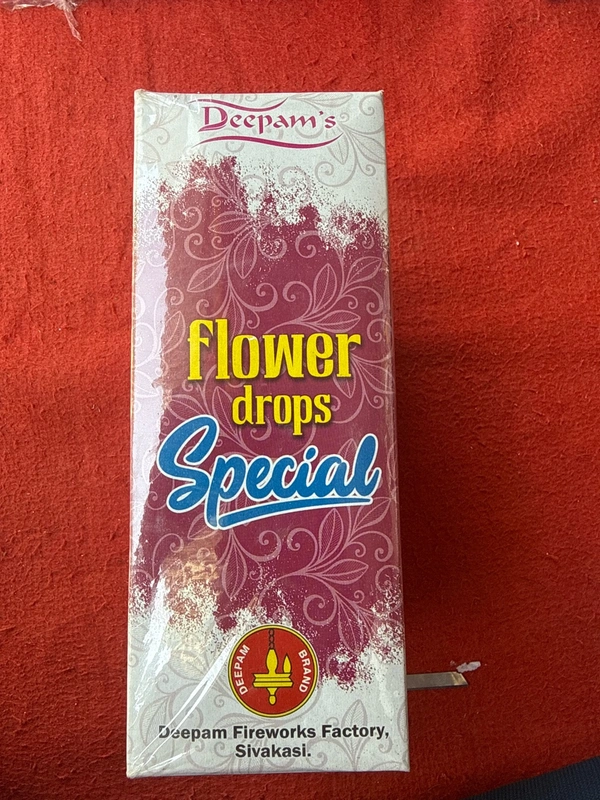 Deepam's
flower
drops
Special
DEEPAM BRAND
Deepam Fireworks Factory,
Sivakasi.